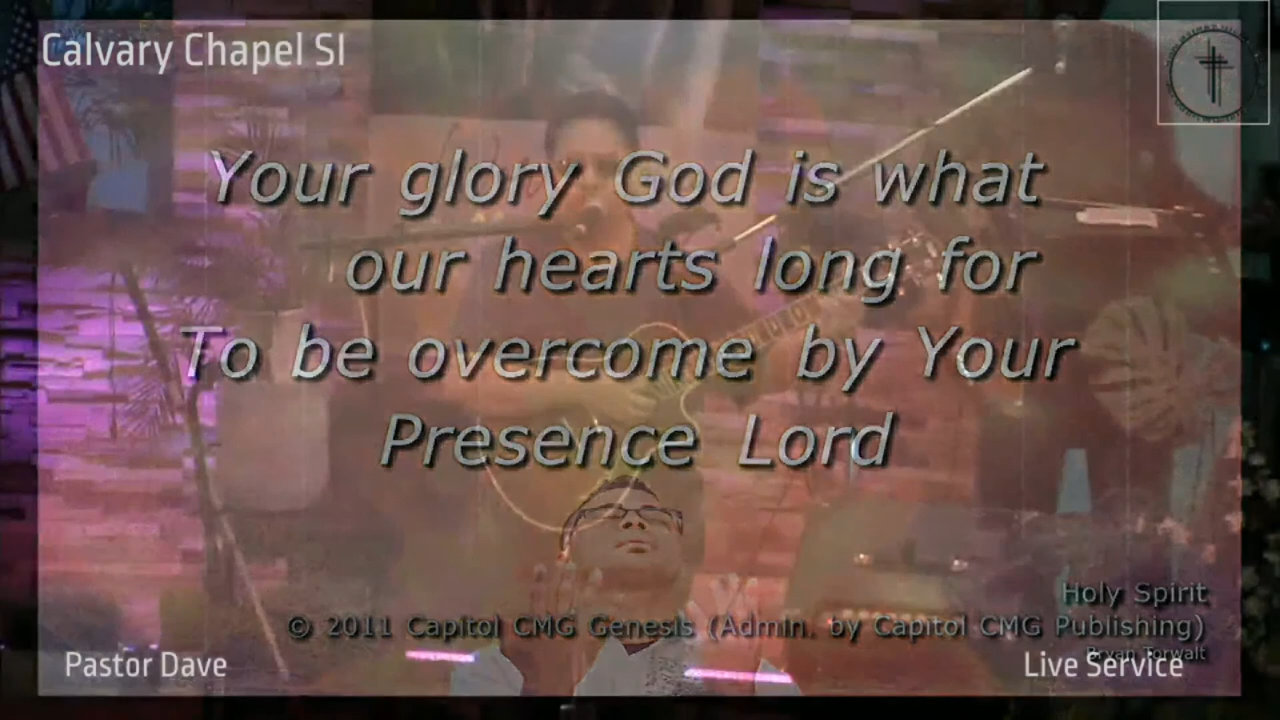 Calvary Chapel SI
Your glory God is what
our hearts long for
To be overcome by Your
Presence Lord
Holy Spirit
© 2011 Capitol CMG Genesis (Admin. by Capitol CMG Publishing)
Bryan Torwalt
Pastor Dave
Live Service